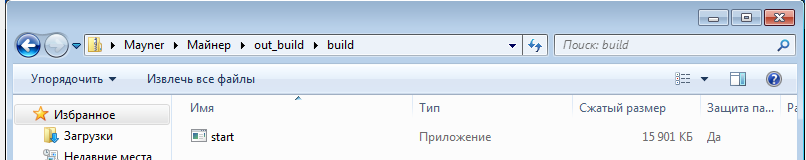 Mayner Майнер out_build build Поиск: build
Упорядочить Извлечь все файлы
Избранное Имя Тип Сжатый размер Защита па...
Загрузки start Приложение 15 901 КБ Да
Недавние места